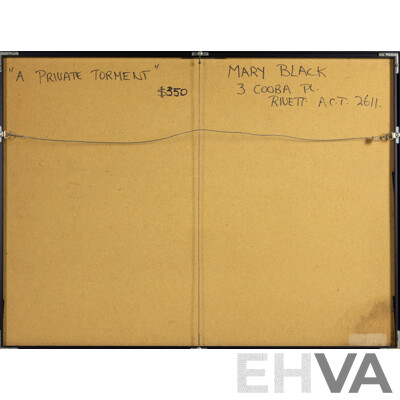 "A PRIVATE TORMENT"
$350
MARY BLACK
3 COOBA PL.
RIVETT A.C.T. 2611.
EHVA